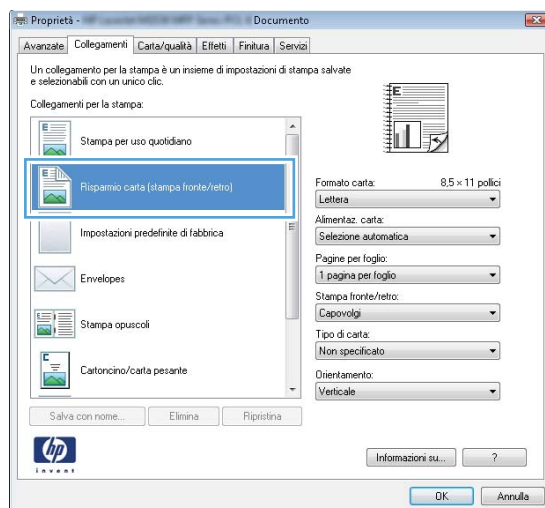 Proprietà - Documento
Avanzate Collegamenti Carta/qualità Effetti Finitura Servizi
Un collegamento per la stampa è un insieme di impostazioni di stampa salvate
e selezionabili con un unico clic.
Collegamenti per la stampa:
Stampa per uso quotidiano
Risparmio carta (stampa fronte/retro)
Impostazioni predefinite di fabbrica
Envelopes
Stampa opuscoli
Cartoncino/carta pesante
Salva con nome... Elimina Ripristina
E
Formato carta: 8,5 × 11 pollici
Lettera
Alimentaz. carta:
Selezione automatica
Pagine per foglio:
1 pagina per foglio
Stampa fronte/retro:
Capovolgi
Tipo di carta:
Non specificato
Orientamento:
Verticale
hp
invent
Informazioni su... ?
OK Annulla